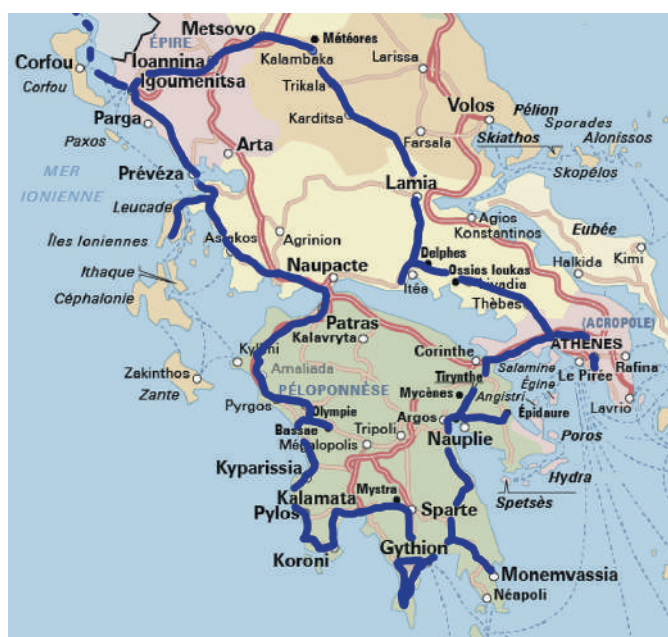 Metsovo
Météores
ÉPIRE
Corfou
Ioannina
Kalambaka
Larissa
Corfou
Igoumenitsa
Trikala
Volos
Pélion
Parga
Karditsa
Sporades
Paxos
Farsala
Skiathos
Alonissos
Arta
Skopélos
MER
IONIENNE
Prévéza
Lamia
Leucade
Agios
Konstantinos
Eubée
Îles Ioniennes
Astakos
Agrinion
Delphes
Ossios loukas
Halkida
Kimi
Ithaque
Naupacte
Itéa
Livadia
Céphalonie
Thèbes
Patras
(ACROPOLE)
Kalavryta
ATHENES
Kyllini
Corinthe
Salamine
Le Pirée
Rafina
Zakinthos
Amaliada
Tirynthe
Égine
Zante
PÉLOPONNÈSE
Mycènes
Angistri
Lavrio
Pyrgos
Olympie
Argos
Épidaure
Bassae
Tripoli
Nauplie
Mégalopolis
Poros
Kyparissia
Hydra
Kalamata
Mystra
Spetsès
Pylos
Sparte
Koroni
Gythion
Monemvassia
Néapoli